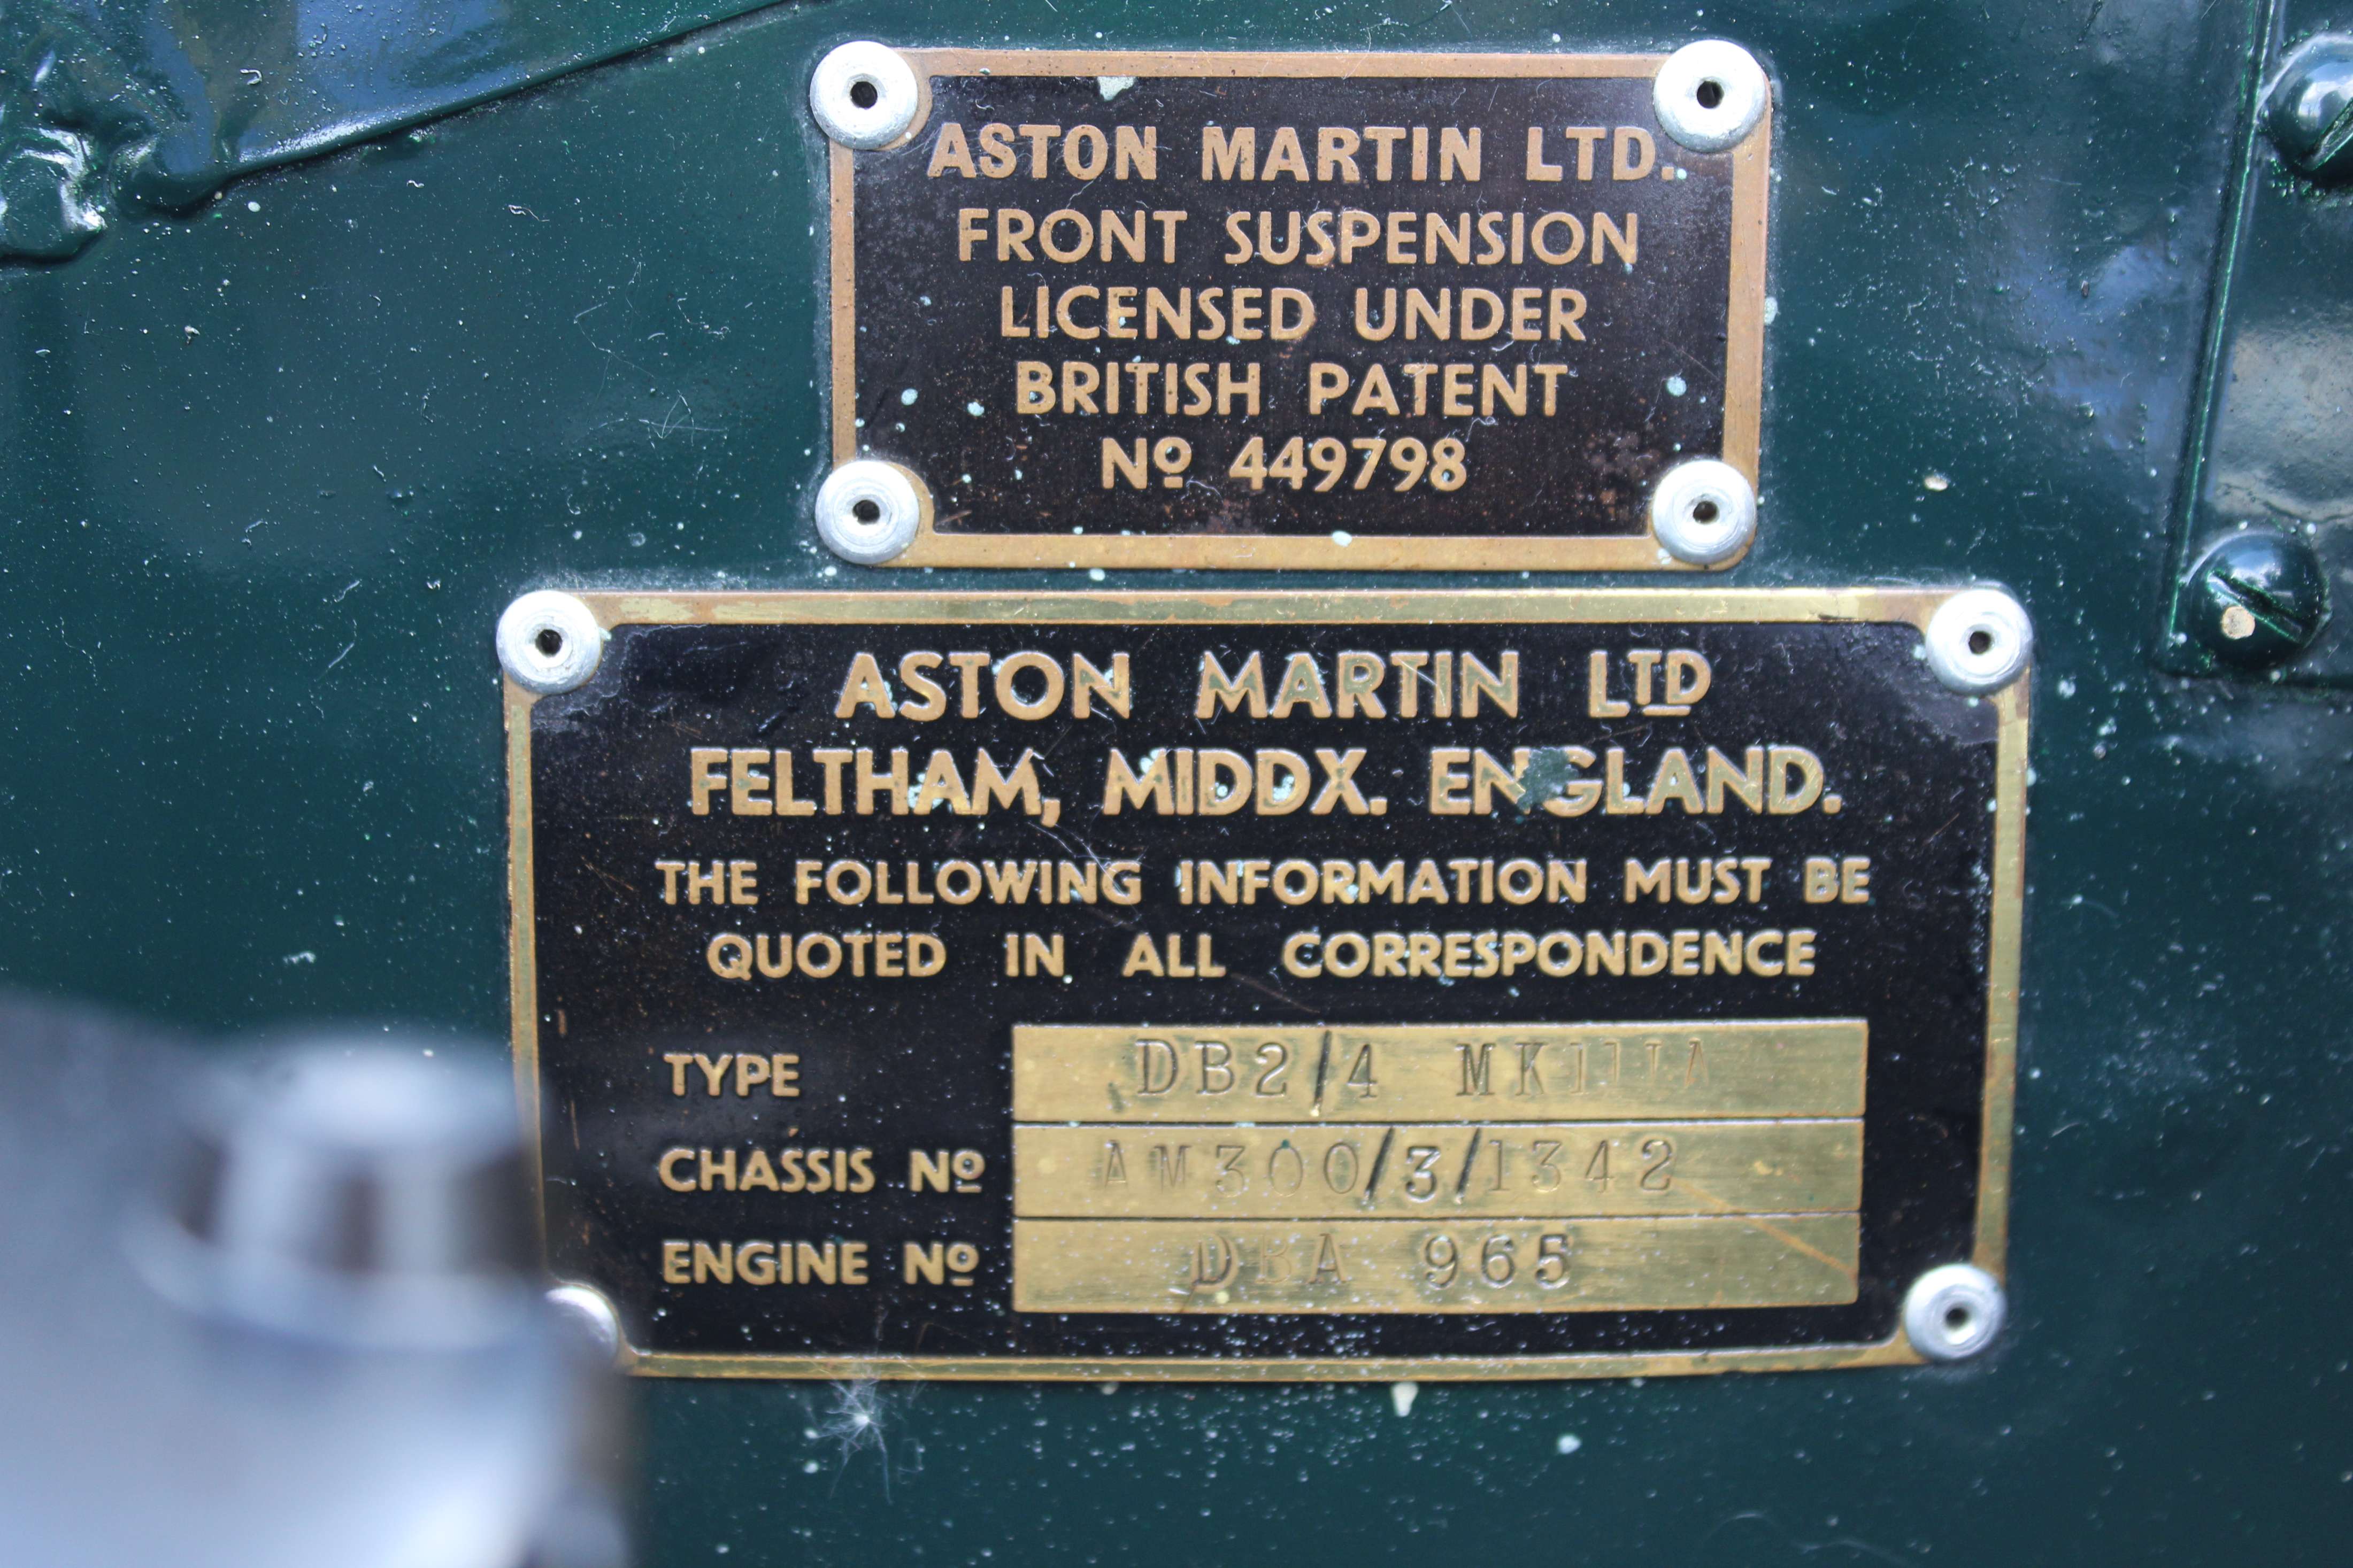 ASTON MARTIN LTD.
FRONT SUSPENSION
LICENSED UNDER
BRITISH PATENT
Nº 449798
ASTON MARTIN LTD
FELTHAM, MIDDX. ENGLAND.
THE FOLLOWING INFORMATION MUST BE
QUOTED IN ALL CORRESPONDENCE
TYPE DB2/4 MK111A
CHASSIS Nº AM300/3/1342
ENGINE Nº DBA 965